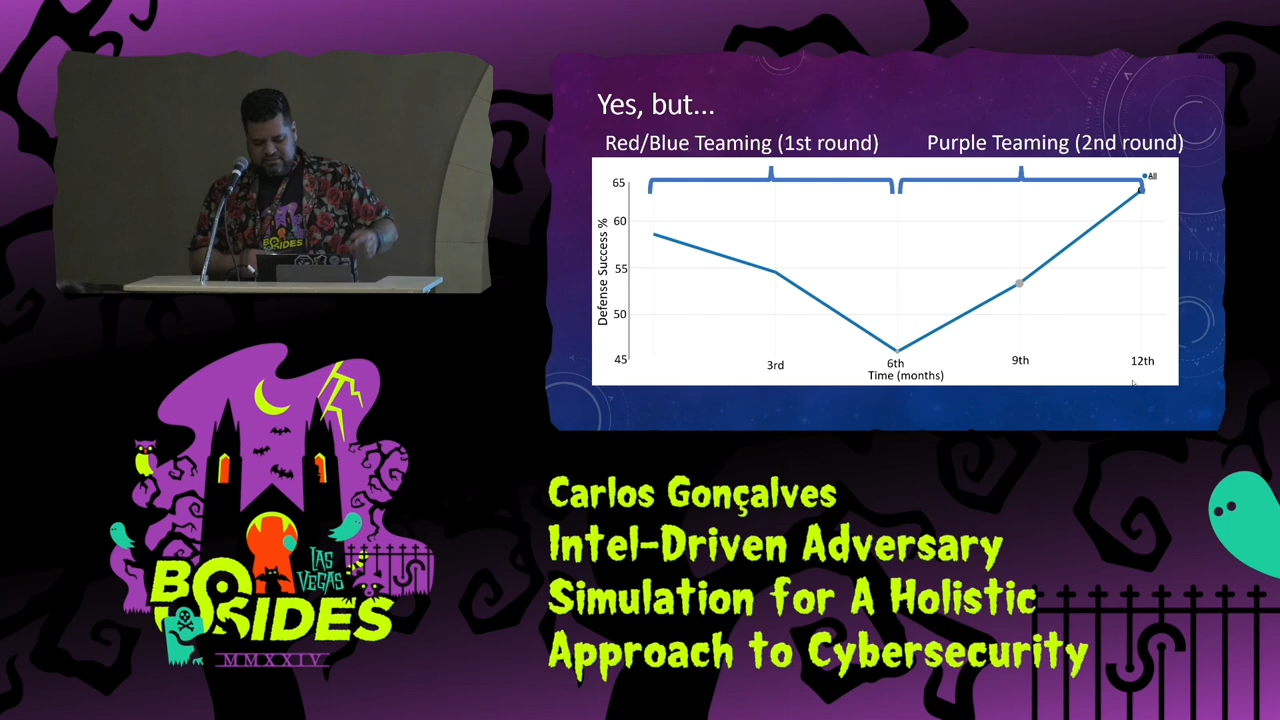 Yes, but...
Red/Blue Teaming (1st round)
Purple Teaming (2nd round)
All
65
60
55
50
45
Defense Success %
3rd
6th
9th
12th
Time (months)
BSIDES
Carlos Gonçalves
Intel-Driven Adversary
Simulation for A Holistic
Approach to Cybersecurity
LAS
VEGAS
BSIDES
MMXXIV